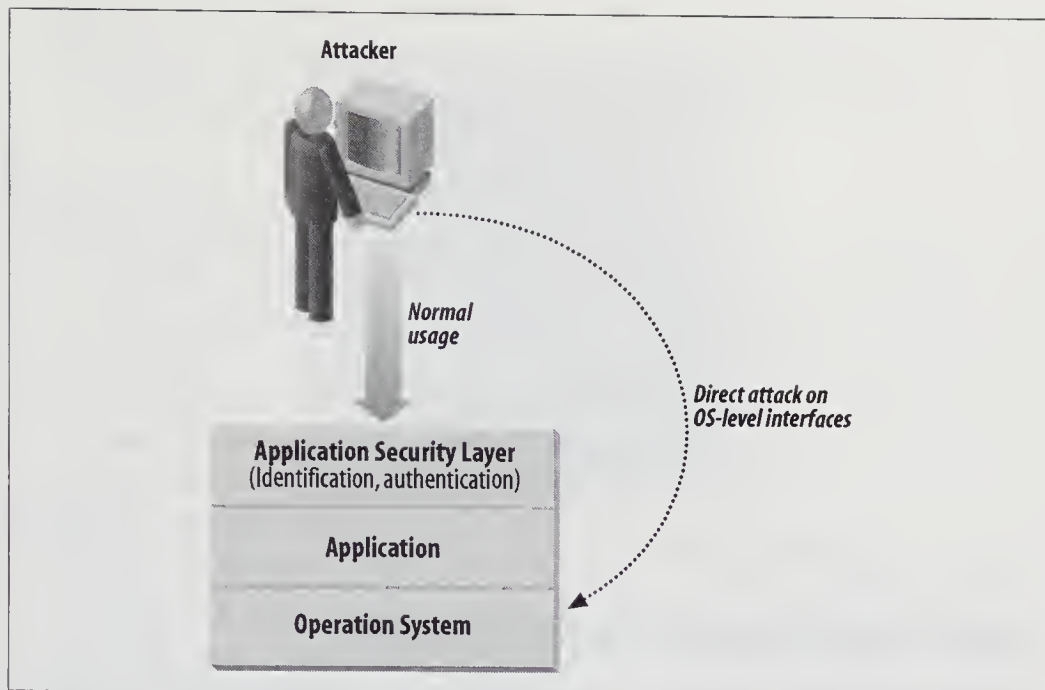 Attacker
Normal
usage
Direct attack on
OS-level interfaces
Application Security Layer
(Identification, authentication)
Application
Operation System